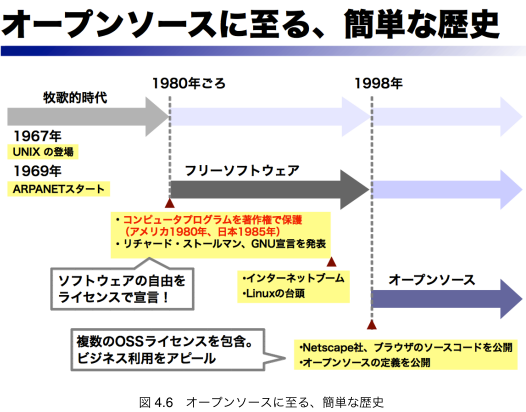 オープンソースに至る、簡単な歴史
1980年ごろ
1998年
牧歌的時代
1967年
UNIX の登場
1969年
ARPANETスタート
フリーソフトウェア
・コンピュータプログラムを著作権で保護
（アメリカ1980年、日本1985年）
・リチャード・ストールマン、GNU宣言を発表
ソフトウェアの自由を
ライセンスで宣言！
•インターネットブーム
•Linuxの台頭
オープンソース
複数のOSSライセンスを包含。
ビジネス利用をアピール
•Netscape社、ブラウザのソースコードを公開
•オープンソースの定義を公開
図 4.6　オープンソースに至る、簡単な歴史